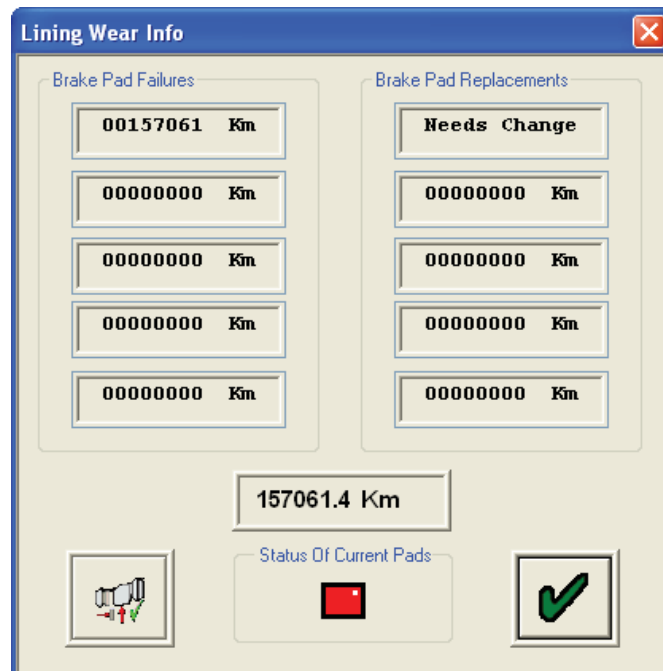 Lining Wear Info
Brake Pad Failures
00157061 Km
00000000 Km
00000000 Km
00000000 Km
00000000 Km
Brake Pad Replacements
Needs Change
00000000 Km
00000000 Km
00000000 Km
00000000 Km
157061.4 Km
Status Of Current Pads